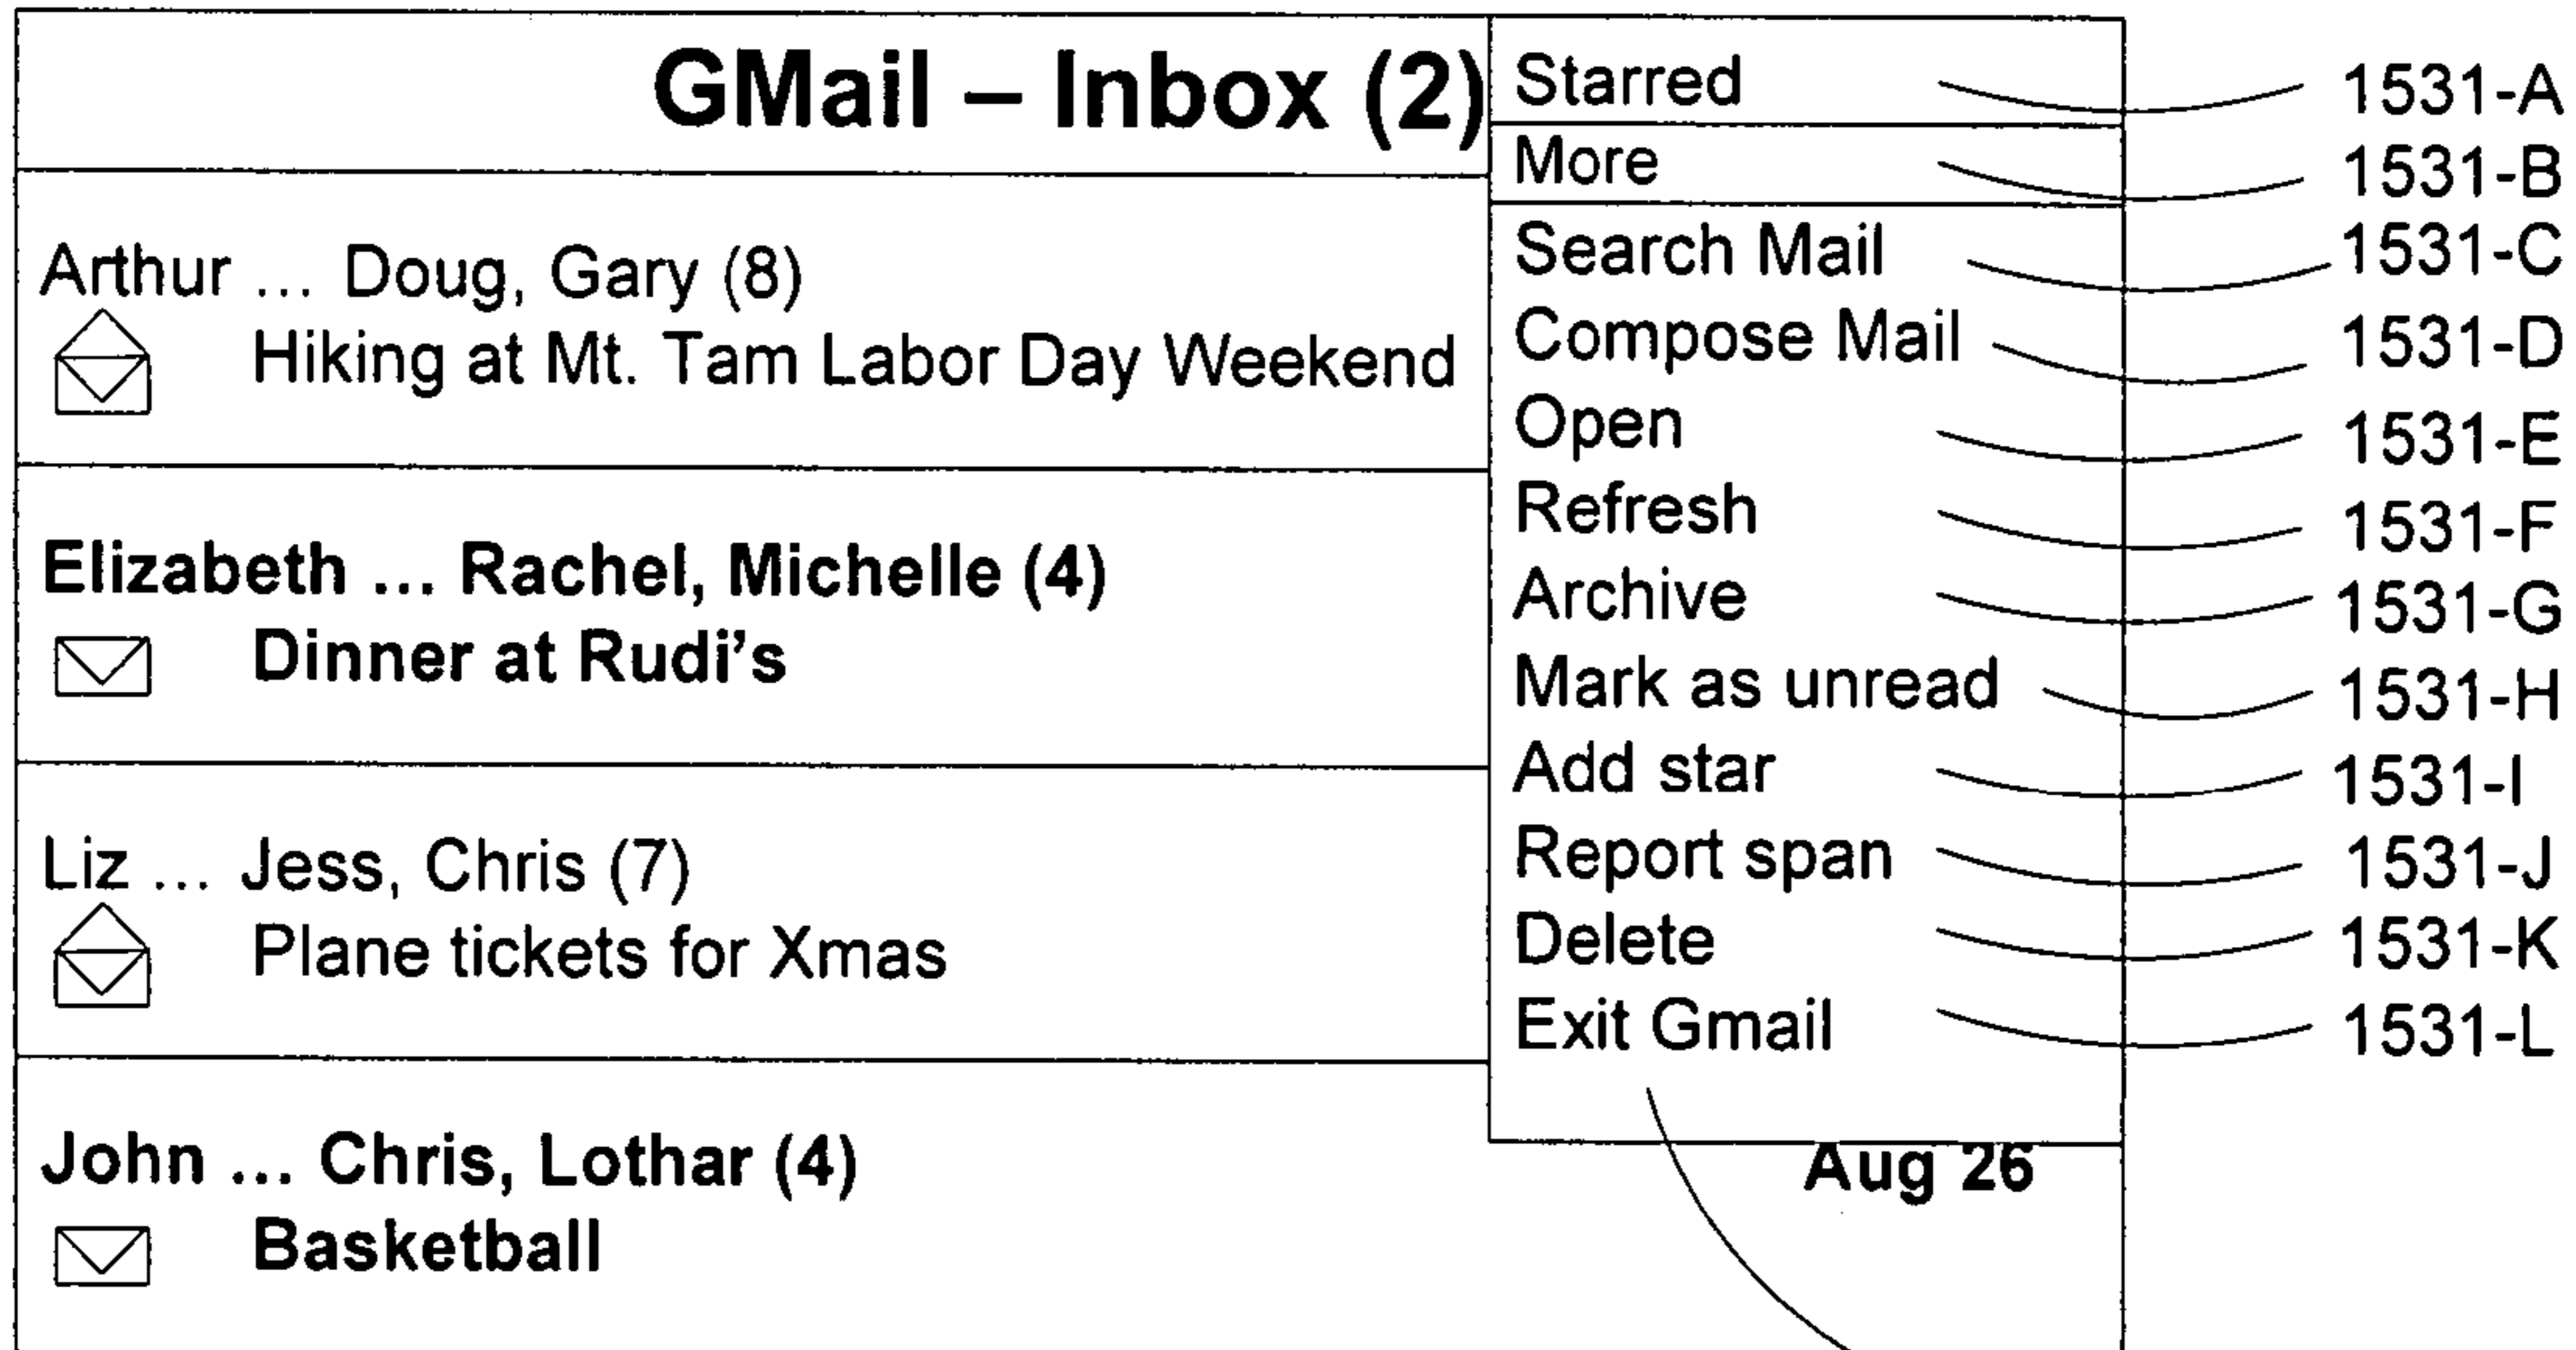 GMail – Inbox (2)
Arthur ... Doug, Gary (8)
Hiking at Mt. Tam Labor Day Weekend
Elizabeth ... Rachel, Michelle (4)
Dinner at Rudi's
Liz ... Jess, Chris (7)
Plane tickets for Xmas
John ... Chris, Lothar (4)
Basketball
Aug 26
Starred 1531-A
More 1531-B
Search Mail 1531-C
Compose Mail 1531-D
Open 1531-E
Refresh 1531-F
Archive 1531-G
Mark as unread 1531-H
Add star 1531-I
Report span 1531-J
Delete 1531-K
Exit Gmail 1531-L